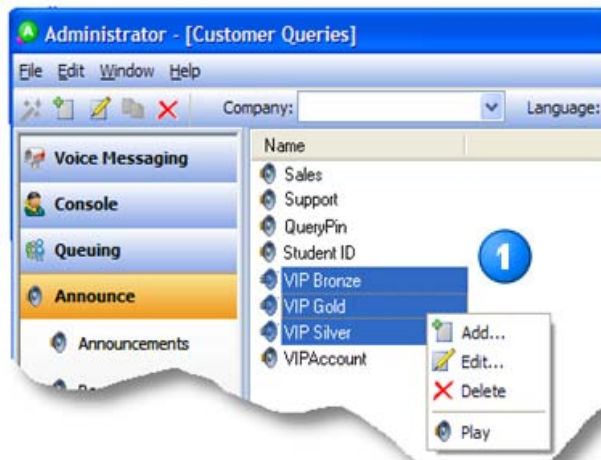 Administrator - [Customer Queries]
File Edit Window Help
Company: Language:
Voice Messaging
Console
Queuing
Announce
Announcements
Name
Sales
Support
QueryPin
Student ID
VIP Bronze
VIP Gold
VIP Silver
VIPAccount
1
Add...
Edit...
Delete
Play